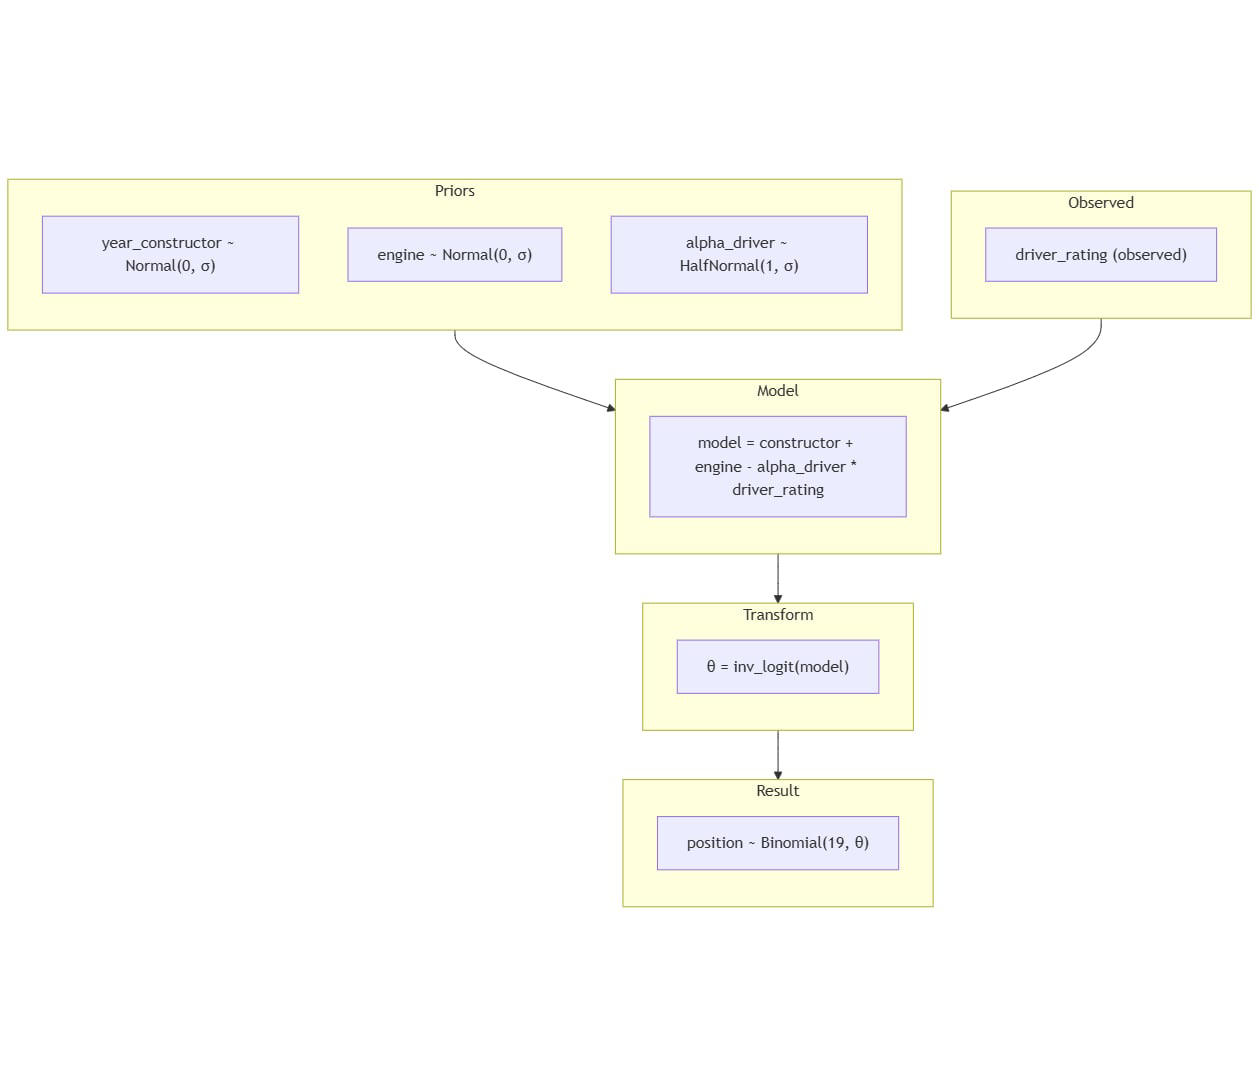 Priors
year_constructor ~
Normal(0, σ)
engine ~ Normal(0, σ)
alpha_driver ~
HalfNormal(1, σ)
Observed
driver_rating (observed)
Model
model = constructor +
engine - alpha_driver *
driver_rating
Transform
θ = inv_logit(model)
Result
position ~ Binomial(19, θ)